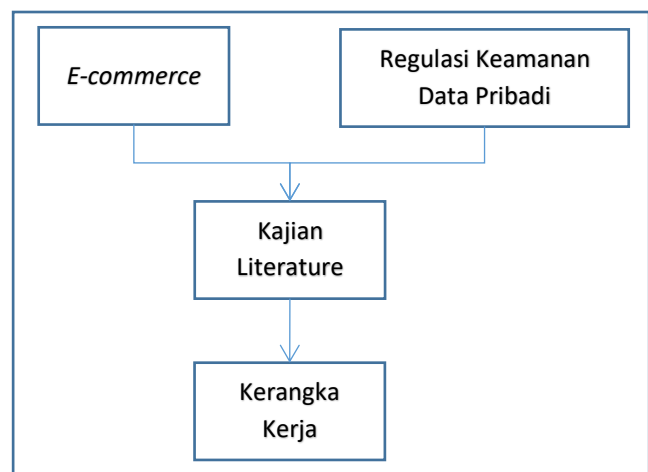 E-commerce
Regulasi Keamanan
Data Pribadi
Kajian
Literature
Kerangka
Kerja